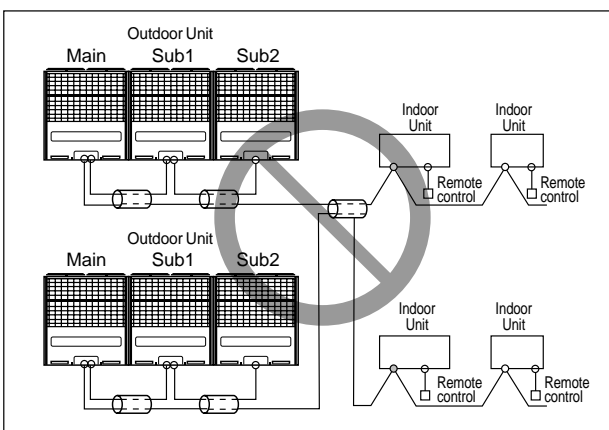 Outdoor Unit
Main Sub1 Sub2
Indoor
Unit
Indoor
Unit
Remote
control
Remote
control
Outdoor Unit
Main Sub1 Sub2
Indoor
Unit
Indoor
Unit
Remote
control
Remote
control